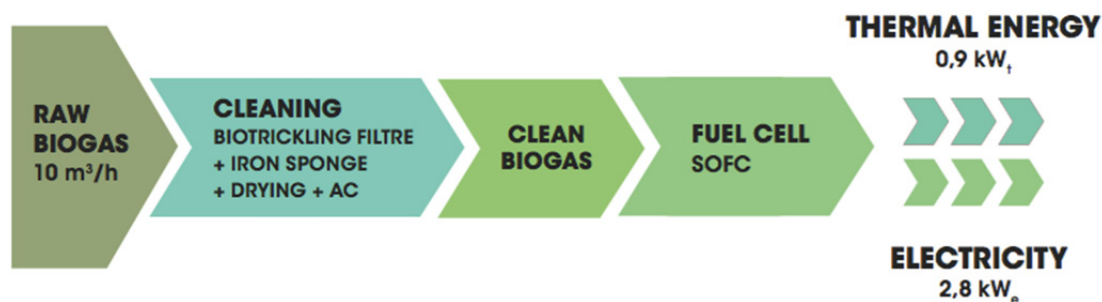 RAW
BIOGAS
10 m³/h
CLEANING
BIOTRICKLING FILTRE
+ IRON SPONGE
+ DRYING + AC
CLEAN
BIOGAS
FUEL CELL
SOFC
THERMAL ENERGY
0,9 kWₜ
ELECTRICITY
2,8 kWₑ